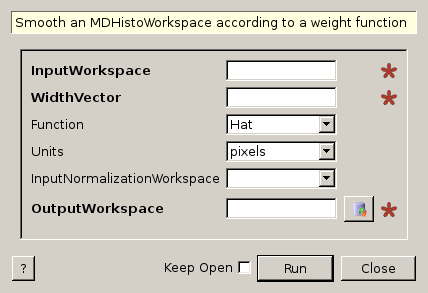 Smooth an MDHistoWorkspace according to a weight function
InputWorkspace
WidthVector
Function Hat
Units pixels
InputNormalizationWorkspace
OutputWorkspace
? Keep Open Run Close